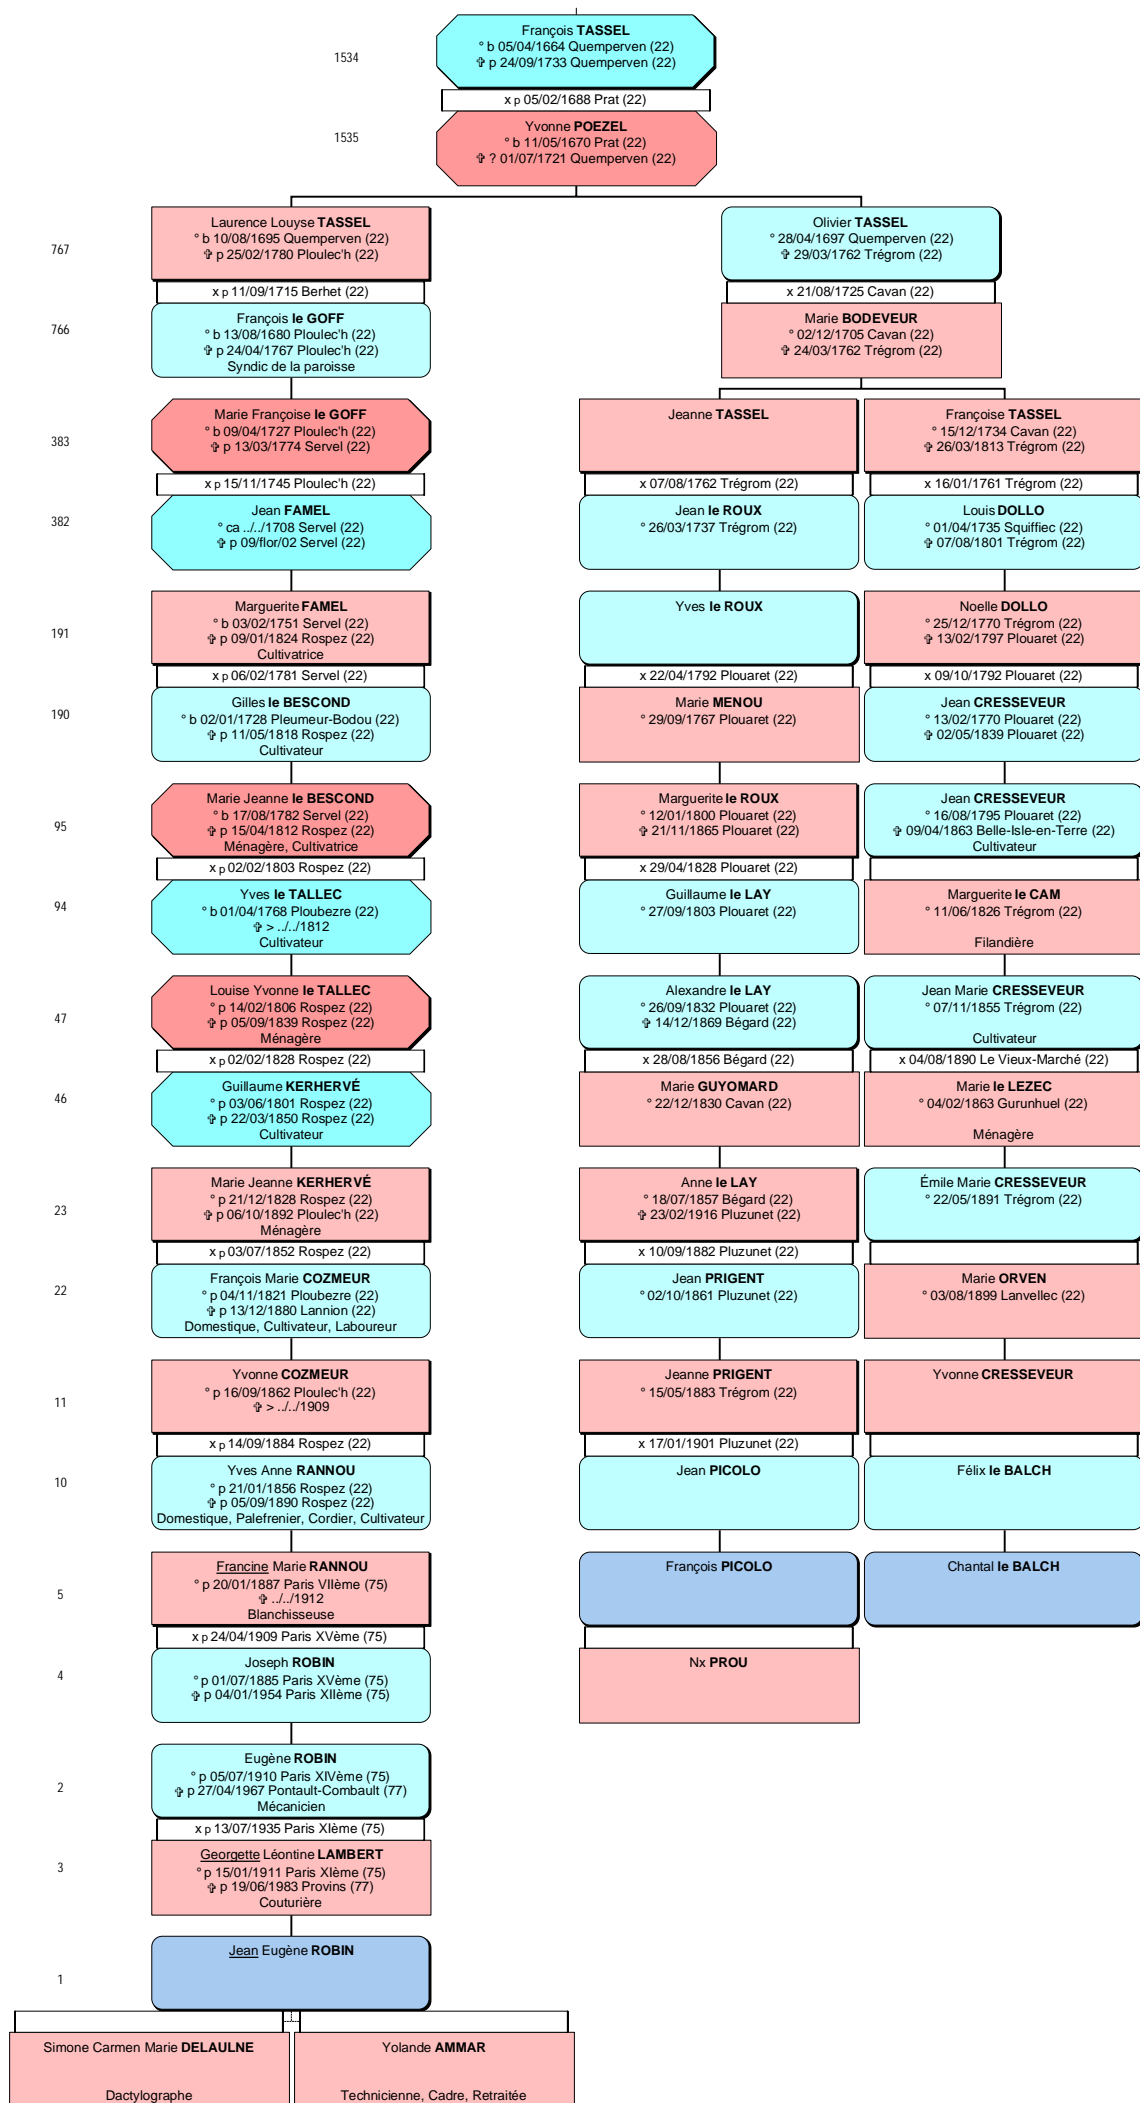 1534
François TASSEL
° b 05/04/1664 Quemperven (22)
✞ p 24/09/1733 Quemperven (22)
x p 05/02/1688 Prat (22)
1535
Yvonne POEZEL
° b 11/05/1670 Prat (22)
✞ ? 01/07/1721 Quemperven (22)
767
Laurence Louyse TASSEL
° b 10/08/1695 Quemperven (22)
✞ p 25/02/1780 Ploulec'h (22)
x p 11/09/1715 Berhet (22)
Olivier TASSEL
° 28/04/1697 Quemperven (22)
✞ 29/03/1762 Trégrom (22)
x 21/08/1725 Cavan (22)
766
François le GOFF
° b 13/08/1680 Ploulec'h (22)
✞ p 24/04/1767 Ploulec'h (22)
Syndic de la paroisse
Marie BODEVEUR
° 02/12/1705 Cavan (22)
✞ 24/03/1762 Trégrom (22)
383
Marie Françoise le GOFF
° b 09/04/1727 Ploulec'h (22)
✞ p 13/03/1774 Servel (22)
x p 15/11/1745 Ploulec'h (22)
Jeanne TASSEL
x 07/08/1762 Trégrom (22)
Françoise TASSEL
° 15/12/1734 Cavan (22)
✞ 26/03/1813 Trégrom (22)
x 16/01/1761 Trégrom (22)
382
Jean FAMEL
° ca ../../1708 Servel (22)
✞ p 09/flor/02 Servel (22)
Jean le ROUX
° 26/03/1737 Trégrom (22)
Louis DOLLO
° 01/04/1735 Squiffiec (22)
✞ 07/08/1801 Trégrom (22)
191
Marguerite FAMEL
° b 03/02/1751 Servel (22)
✞ p 09/01/1824 Rospez (22)
Cultivatrice
x p 06/02/1781 Servel (22)
Yves le ROUX
x 22/04/1792 Plouaret (22)
Noelle DOLLO
° 25/12/1770 Trégrom (22)
✞ 13/02/1797 Plouaret (22)
x 09/10/1792 Plouaret (22)
190
Gilles le BESCOND
° b 02/01/1728 Pleumeur-Bodou (22)
✞ p 11/05/1818 Rospez (22)
Cultivateur
Marie MENOU
° 29/09/1767 Plouaret (22)
Jean CRESSEVEUR
° 13/02/1770 Plouaret (22)
✞ 02/05/1839 Plouaret (22)
95
Marie Jeanne le BESCOND
° b 17/08/1782 Servel (22)
✞ p 15/04/1812 Rospez (22)
Ménagère, Cultivatrice
x p 02/02/1803 Rospez (22)
Marguerite le ROUX
° 12/01/1800 Plouaret (22)
✞ 21/11/1865 Plouaret (22)
x 29/04/1828 Plouaret (22)
Jean CRESSEVEUR
° 16/08/1795 Plouaret (22)
✞ 09/04/1863 Belle-Isle-en-Terre (22)
Cultivateur
94
Yves le TALLEC
° b 01/04/1768 Ploubezre (22)
✞ > ../../1812
Cultivateur
Guillaume le LAY
° 27/09/1803 Plouaret (22)
Marguerite le CAM
° 11/06/1826 Trégrom (22)
Filandière
47
Louise Yvonne le TALLEC
° p 14/02/1806 Rospez (22)
✞ p 05/09/1839 Rospez (22)
Ménagère
x p 02/02/1828 Rospez (22)
Alexandre le LAY
° 26/09/1832 Plouaret (22)
✞ 14/12/1869 Bégard (22)
x 28/08/1856 Bégard (22)
Jean Marie CRESSEVEUR
° 07/11/1855 Trégrom (22)
Cultivateur
x 04/08/1890 Le Vieux-Marché (22)
46
Guillaume KERHERVÉ
° p 03/06/1801 Rospez (22)
✞ p 22/03/1850 Rospez (22)
Cultivateur
Marie GUYOMARD
° 22/12/1830 Cavan (22)
Marie le LEZEC
° 04/02/1863 Gurunhuel (22)
Ménagère
23
Marie Jeanne KERHERVÉ
° p 21/12/1828 Rospez (22)
✞ p 06/10/1892 Ploulec'h (22)
Ménagère
x p 03/07/1852 Rospez (22)
Anne le LAY
° 18/07/1857 Bégard (22)
✞ 23/02/1916 Pluzunet (22)
x 10/09/1882 Pluzunet (22)
Émile Marie CRESSEVEUR
° 22/05/1891 Trégrom (22)
22
François Marie COZMEUR
° p 04/11/1821 Ploubezre (22)
✞ p 13/12/1880 Lannion (22)
Domestique, Cultivateur, Laboureur
Jean PRIGENT
° 02/10/1861 Pluzunet (22)
Marie ORVEN
° 03/08/1899 Lanvellec (22)
11
Yvonne COZMEUR
° p 16/09/1862 Ploulec'h (22)
✞ > ../../1909
x p 14/09/1884 Rospez (22)
Jeanne PRIGENT
° 15/05/1883 Trégrom (22)
x 17/01/1901 Pluzunet (22)
Yvonne CRESSEVEUR
10
Yves Anne RANNOU
° p 21/01/1856 Rospez (22)
✞ p 05/09/1890 Rospez (22)
Domestique, Palefrenier, Cordier, Cultivateur
Jean PICOLO
Félix le BALCH
5
Francine Marie RANNOU
° p 20/01/1887 Paris VIIème (75)
✞ ../../1912
Blanchisseuse
x p 24/04/1909 Paris XVème (75)
François PICOLO
Chantal le BALCH
4
Joseph ROBIN
° p 01/07/1885 Paris XVème (75)
✞ p 04/01/1954 Paris XIIème (75)
Nx PROU
2
Eugène ROBIN
° p 05/07/1910 Paris XIVème (75)
✞ p 27/04/1967 Pontault-Combault (77)
Mécanicien
x p 13/07/1935 Paris XIème (75)
3
Georgette Léontine LAMBERT
° p 15/01/1911 Paris XIème (75)
✞ p 19/06/1983 Provins (77)
Couturière
1
Jean Eugène ROBIN
Simone Carmen Marie DELAULNE
Dactylographe
Yolande AMMAR
Technicienne, Cadre, Retraitée